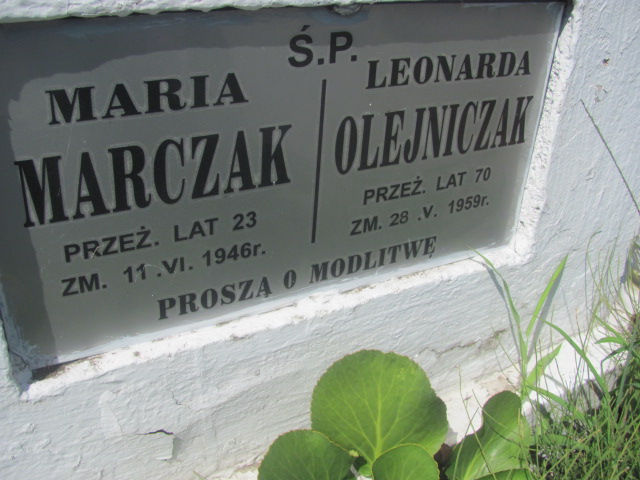 Ś.P.
MARIA
MARCZAK
PRZEŻ. LAT 23
ZM. 11.VI. 1946r.
LEONARDA
OLEJNICZAK
PRZEŻ. LAT 70
ZM. 28.V. 1959r.
PROSZĄ O MODLITWĘ